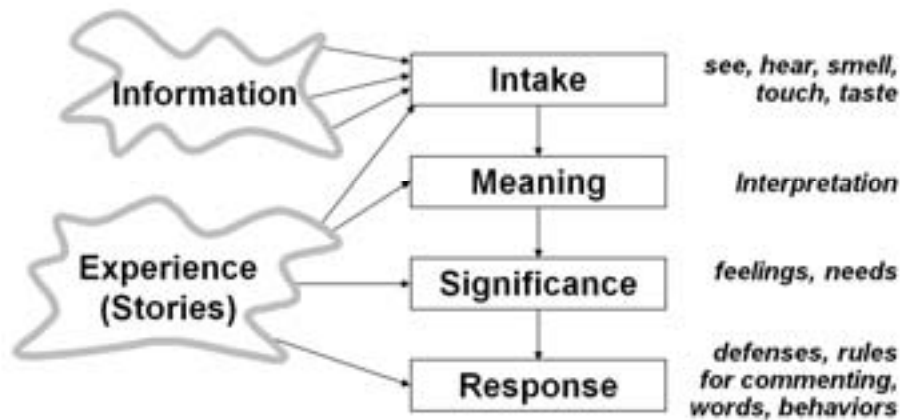 Information
Intake
see, hear, smell,
touch, taste
Meaning
Interpretation
Experience
(Stories)
Significance
feelings, needs
Response
defenses, rules
for commenting,
words, behaviors